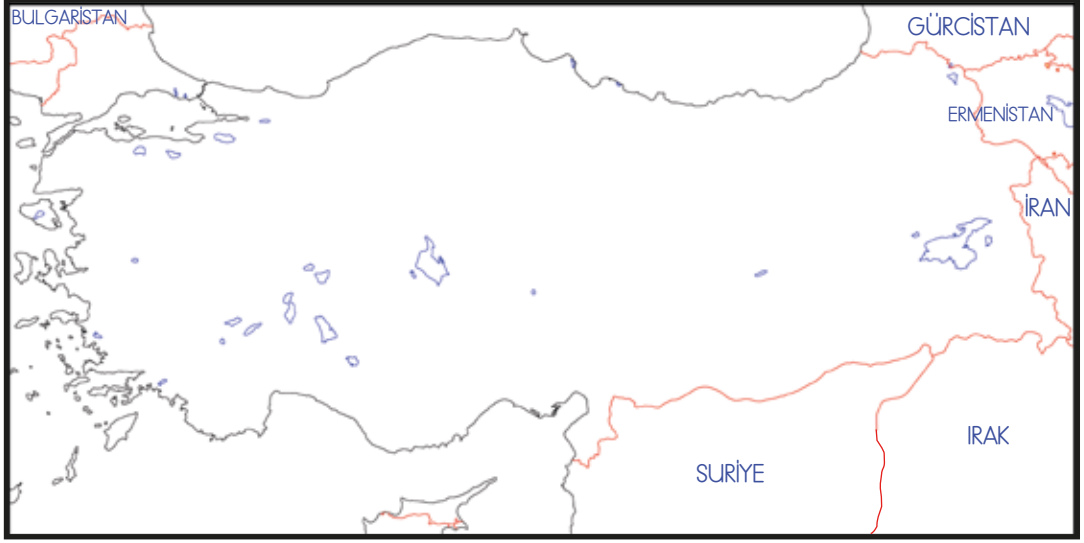 BULGARİSTAN
GÜRCİSTAN
ERMENİSTAN
İRAN
IRAK
SURİYE